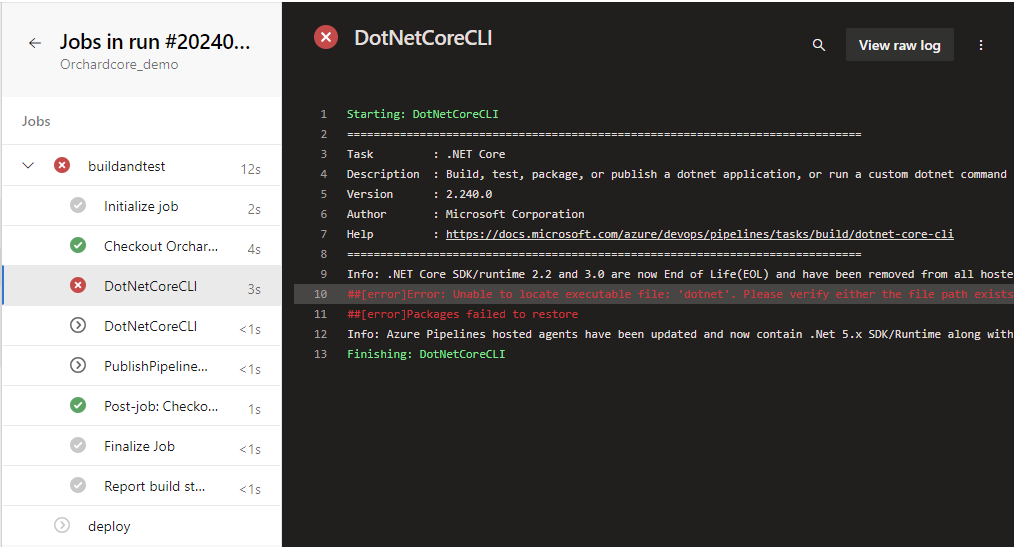 Jobs in run #20240...
Orchardcore_demo
Jobs
buildandtest 12s
Initialize job 2s
Checkout Orchar... 4s
DotNetCoreCLI 3s
DotNetCoreCLI <1s
PublishPipeline... <1s
Post-job: Checko... 1s
Finalize Job <1s
Report build st... <1s
deploy
DotNetCoreCLI
View raw log
1 Starting: DotNetCoreCLI
2 ==============================================================================
3 Task : .NET Core
4 Description : Build, test, package, or publish a dotnet application, or run a custom dotnet command
5 Version : 2.240.0
6 Author : Microsoft Corporation
7 Help : https://docs.microsoft.com/azure/devops/pipelines/tasks/build/dotnet-core-cli
8 ==============================================================================
9 Info: .NET Core SDK/runtime 2.2 and 3.0 are now End of Life(EOL) and have been removed from all hoste
10 ##[error]Error: Unable to locate executable file: 'dotnet'. Please verify either the file path exists
11 ##[error]Packages failed to restore
12 Info: Azure Pipelines hosted agents have been updated and now contain .Net 5.x SDK/Runtime along with
13 Finishing: DotNetCoreCLI